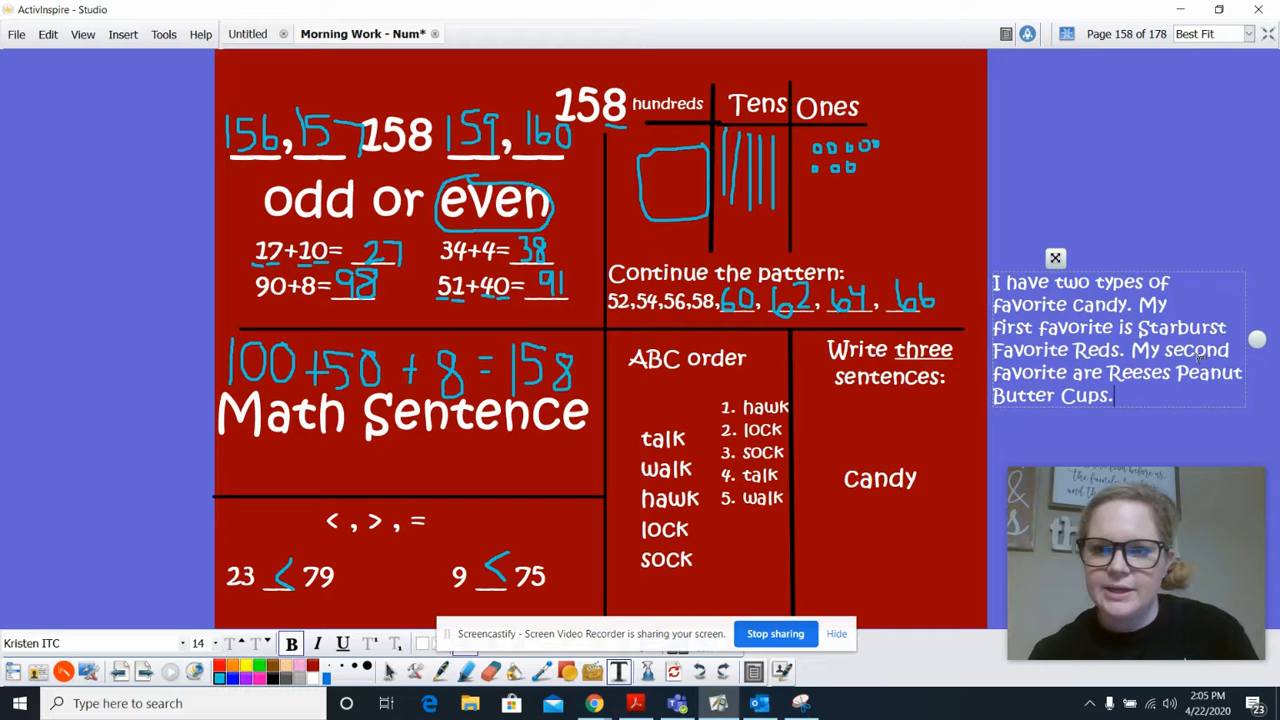 ActivInspire - Studio
File Edit View Insert Tools Help
Untitled
Morning Work - Num*
Page 158 of 178
Best Fit
156, 157 158 159, 160
odd or even
17+10= 27
34+4= 38
90+8= 98
51+40= 91
158
hundreds Tens Ones
Continue the pattern:
52,54,56,58, 60, 62, 64, 66
100 + 50 + 8 = 158
Math Sentence
< , > , =
23 < 79
9 < 75
ABC order
talk
walk
hawk
lock
sock
1. hawk
2. lock
3. sock
4. talk
5. walk
Write three
sentences:
candy
I have two types of
favorite candy. My
first favorite is Starburst
Favorite Reds. My second
favorite are Reeses Peanut
Butter Cups.
Screencastify - Screen Video Recorder is sharing your screen.
Stop sharing
Hide
Kristen ITC
14
B I U
Type here to search
2:05 PM
4/22/2020
23